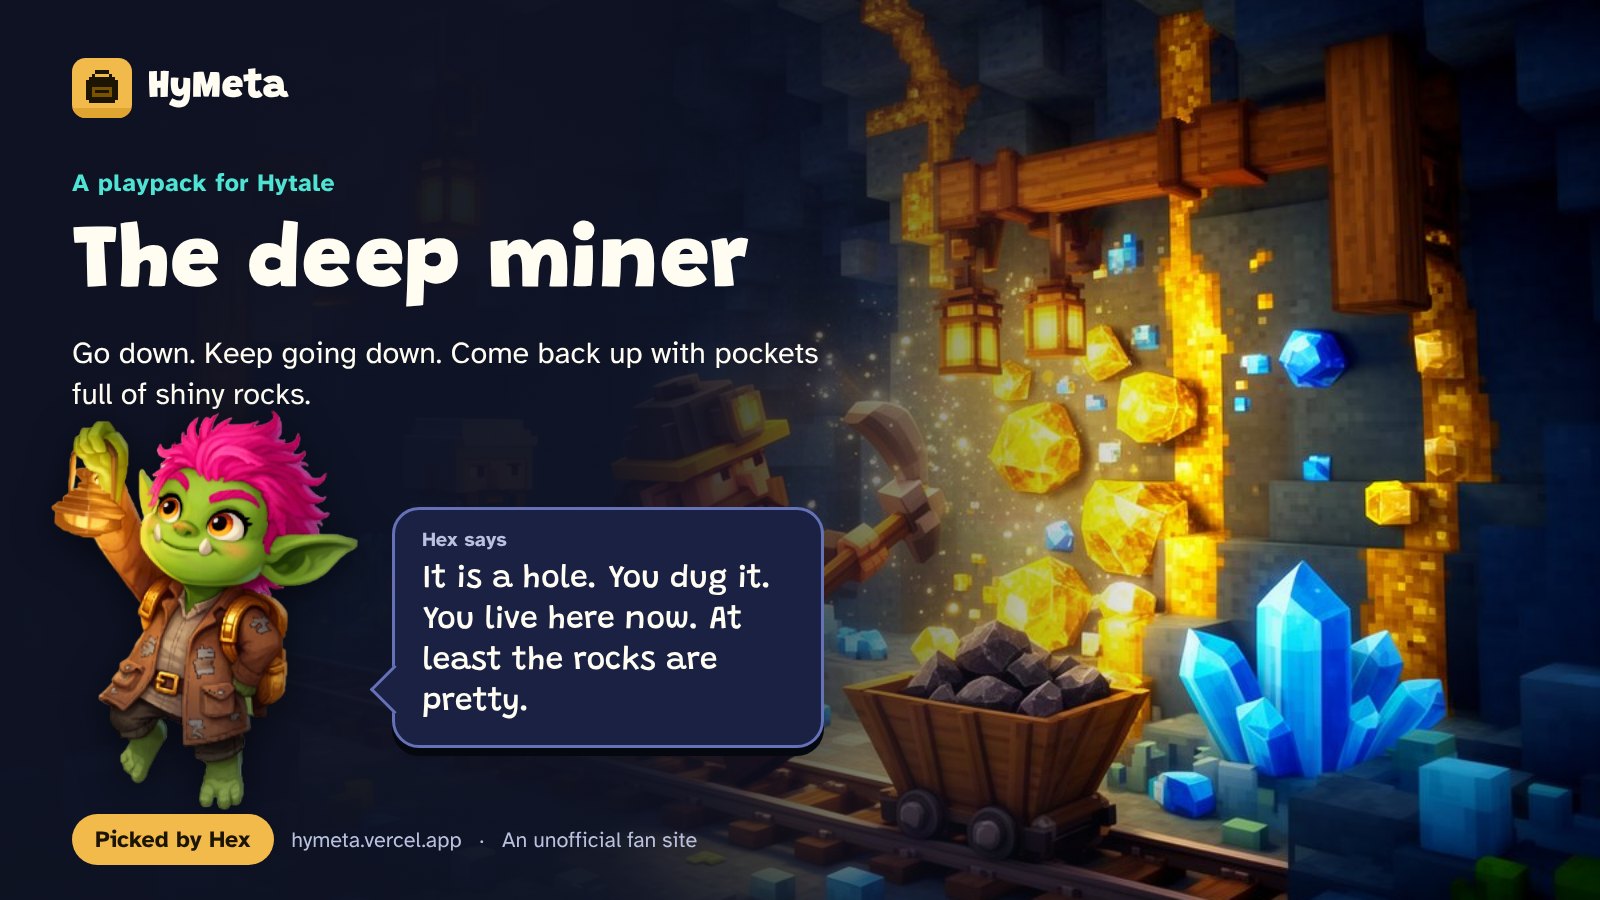 HyMeta
A playpack for Hytale
The deep miner
Go down. Keep going down. Come back up with pockets
full of shiny rocks.
Hex says
It is a hole. You dug it.
You live here now. At
least the rocks are
pretty.
Picked by Hex
hymeta.vercel.app · An unofficial fan site